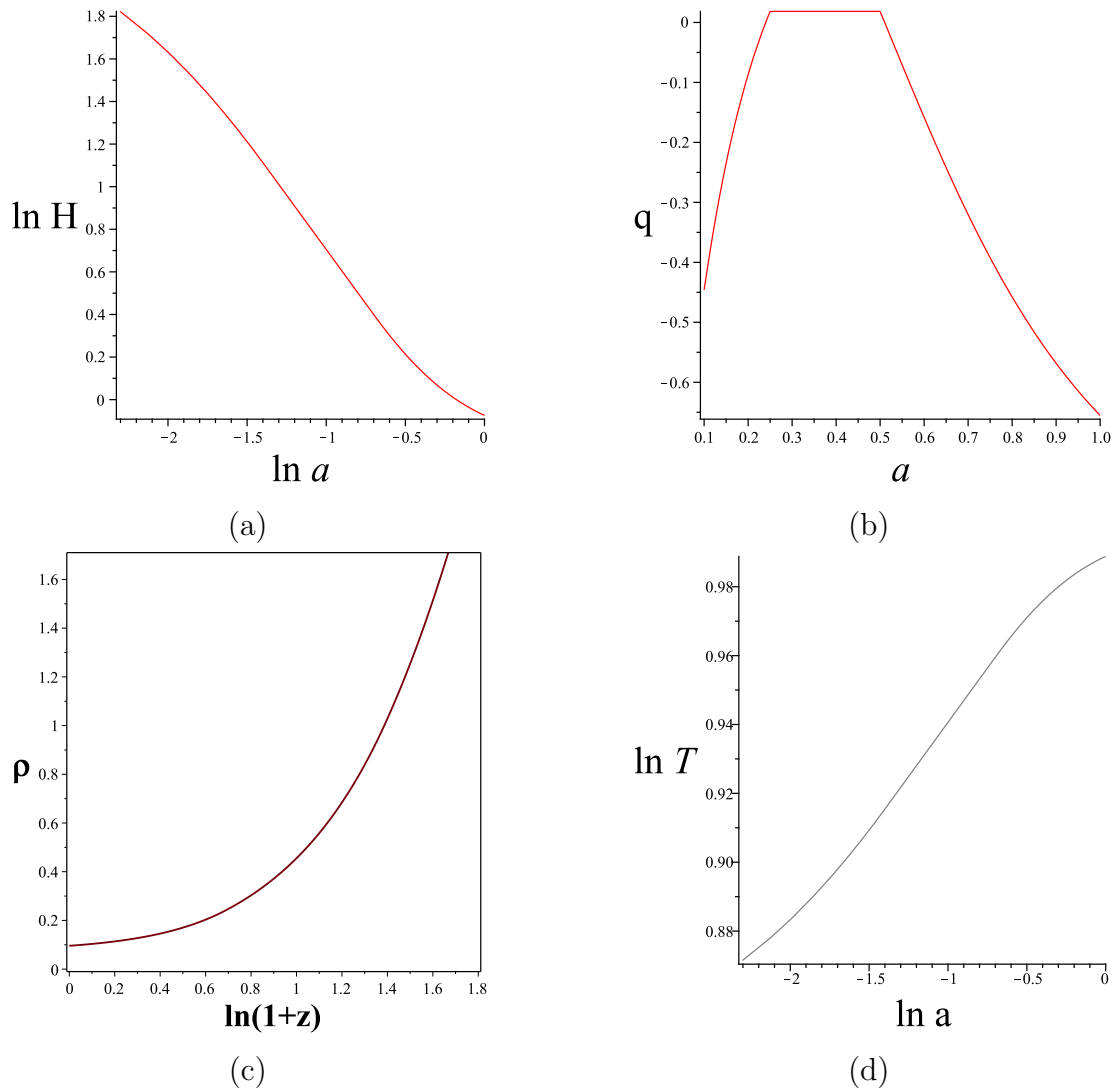 1.8
1.6
1.4
1.2
1
ln H
0.8
0.6
0.4
0.2
0
−2 −1.5 −1 −0.5 0
ln a
(a)
0
−0.1
−0.2
−0.3
q
−0.4
−0.5
−0.6
0.1 0.2 0.3 0.4 0.5 0.6 0.7 0.8 0.9 1.0
a
(b)
1.6
1.4
1.2
1
ρ
0.8
0.6
0.4
0.2
0
0 0.2 0.4 0.6 0.8 1 1.2 1.4 1.6 1.8
ln(1+z)
(c)
0.98
0.96
0.94
ln T
0.92
0.90
0.88
−2 −1.5 −1 −0.5 0
ln a
(d)